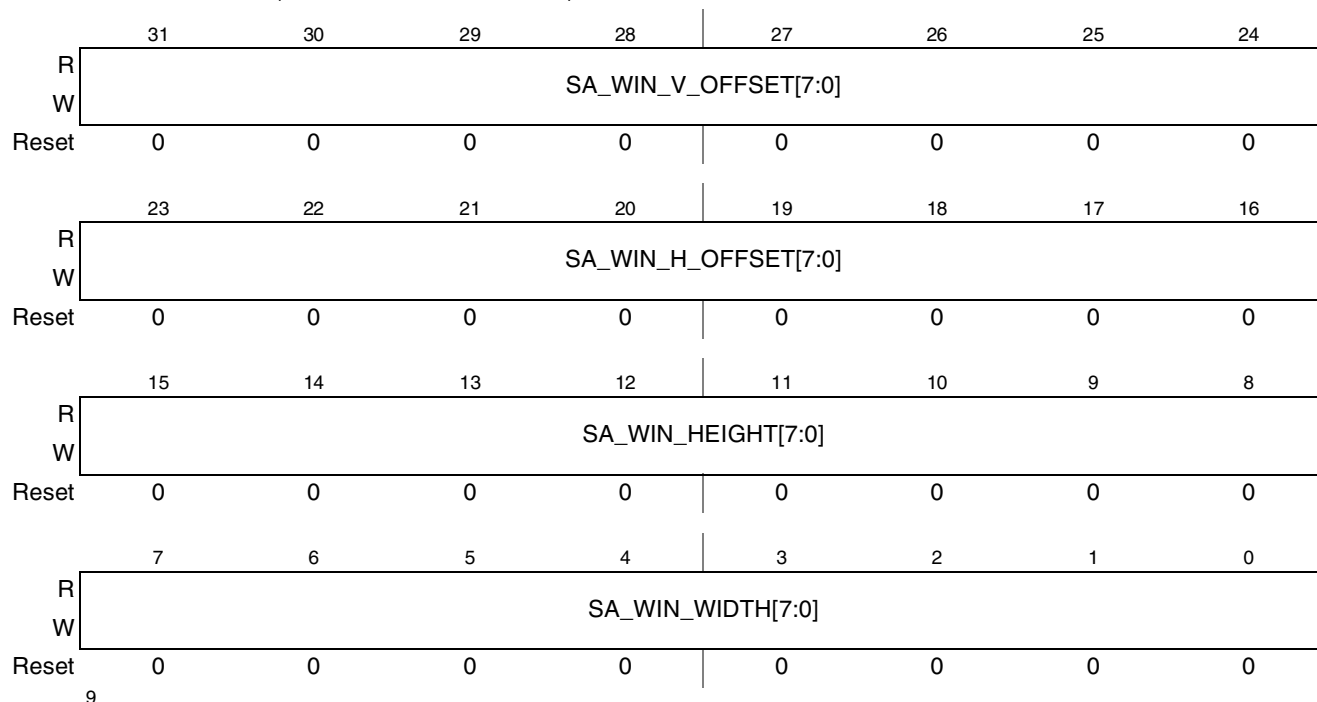 31 30 29 28 27 26 25 24
R
SA_WIN_V_OFFSET[7:0]
W
Reset 0 0 0 0 0 0 0 0
23 22 21 20 19 18 17 16
R
SA_WIN_H_OFFSET[7:0]
W
Reset 0 0 0 0 0 0 0 0
15 14 13 12 11 10 9 8
R
SA_WIN_HEIGHT[7:0]
W
Reset 0 0 0 0 0 0 0 0
7 6 5 4 3 2 1 0
R
SA_WIN_WIDTH[7:0]
W
Reset 0 0 0 0 0 0 0 0
9